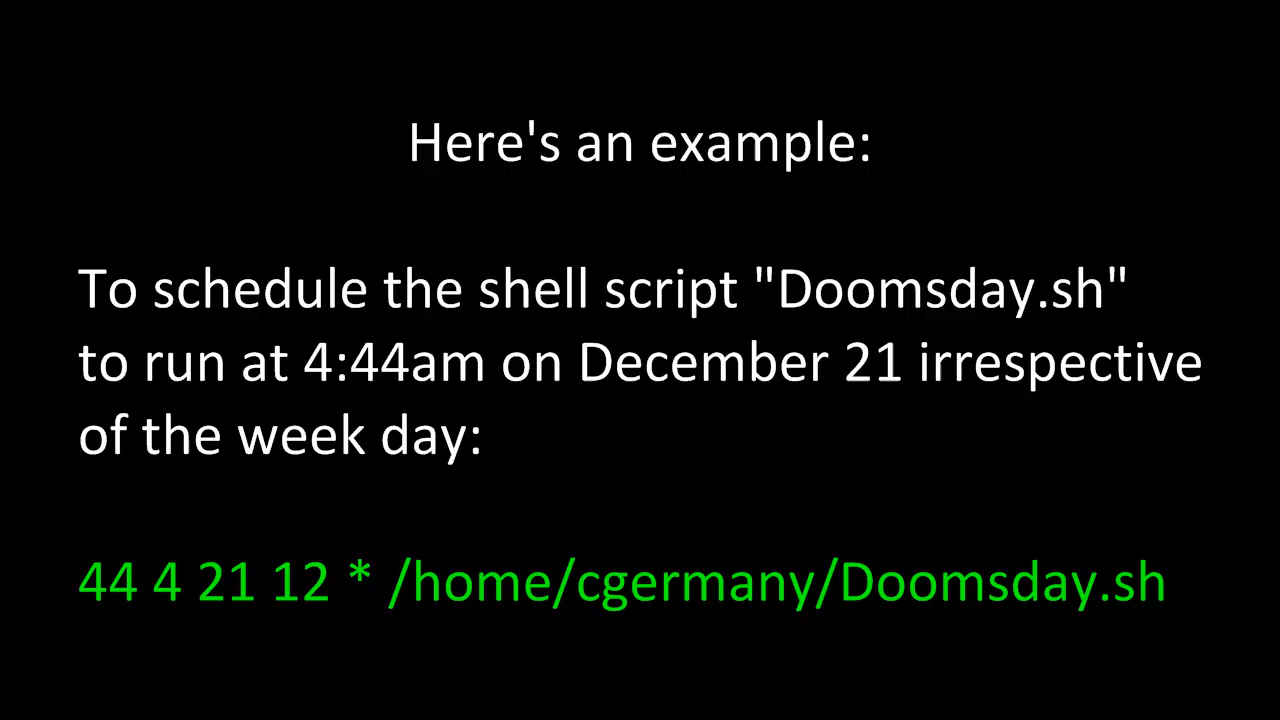 Here's an example:
To schedule the shell script "Doomsday.sh"
to run at 4:44am on December 21 irrespective
of the week day:
44 4 21 12 * /home/cgermany/Doomsday.sh